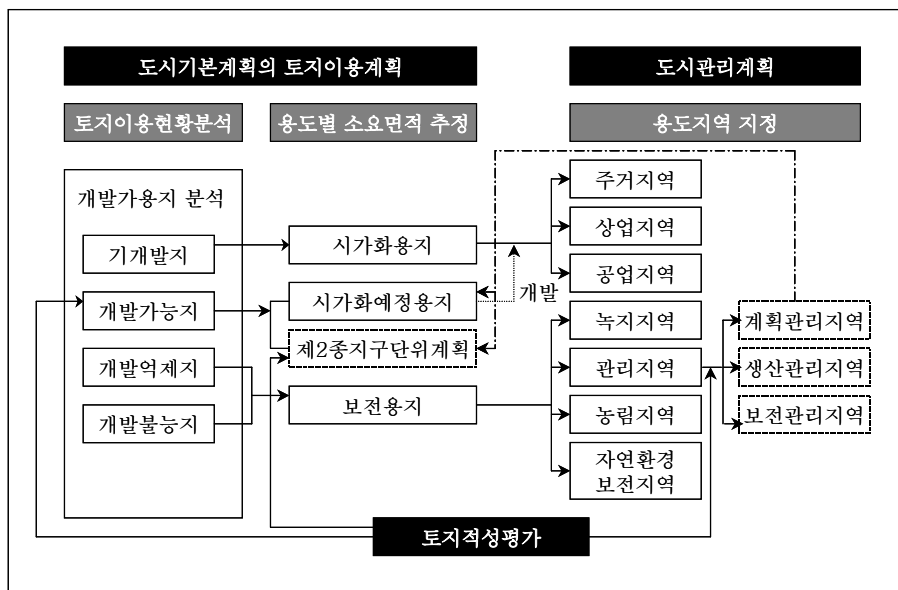 도시기본계획의 토지이용계획
도시관리계획
토지이용현황분석
용도별 소요면적 추정
용도지역 지정
개발가용지 분석
기개발지
개발가능지
개발억제지
개발불능지
시가화용지
시가화예정용지
제2종지구단위계획
보전용지
개발
주거지역
상업지역
공업지역
녹지지역
관리지역
농림지역
자연환경
보전지역
계획관리지역
생산관리지역
보전관리지역
토지적성평가